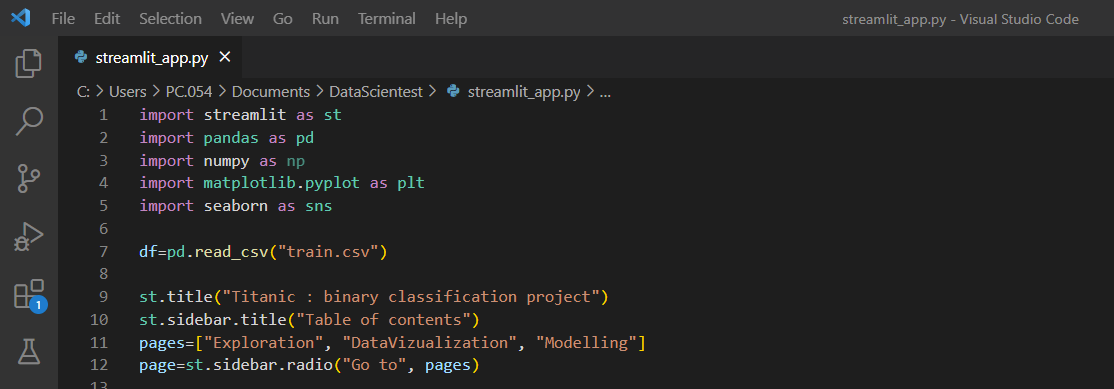 File Edit Selection View Go Run Terminal Help streamlit_app.py - Visual Studio Code
streamlit_app.py ×
C: > Users > PC.054 > Documents > DataScientest > streamlit_app.py > ...
1 import streamlit as st
2 import pandas as pd
3 import numpy as np
4 import matplotlib.pyplot as plt
5 import seaborn as sns
6
7 df=pd.read_csv("train.csv")
8
9 st.title("Titanic : binary classification project")
10 st.sidebar.title("Table of contents")
11 pages=["Exploration", "DataVizualization", "Modelling"]
12 page=st.sidebar.radio("Go to", pages)
13
1